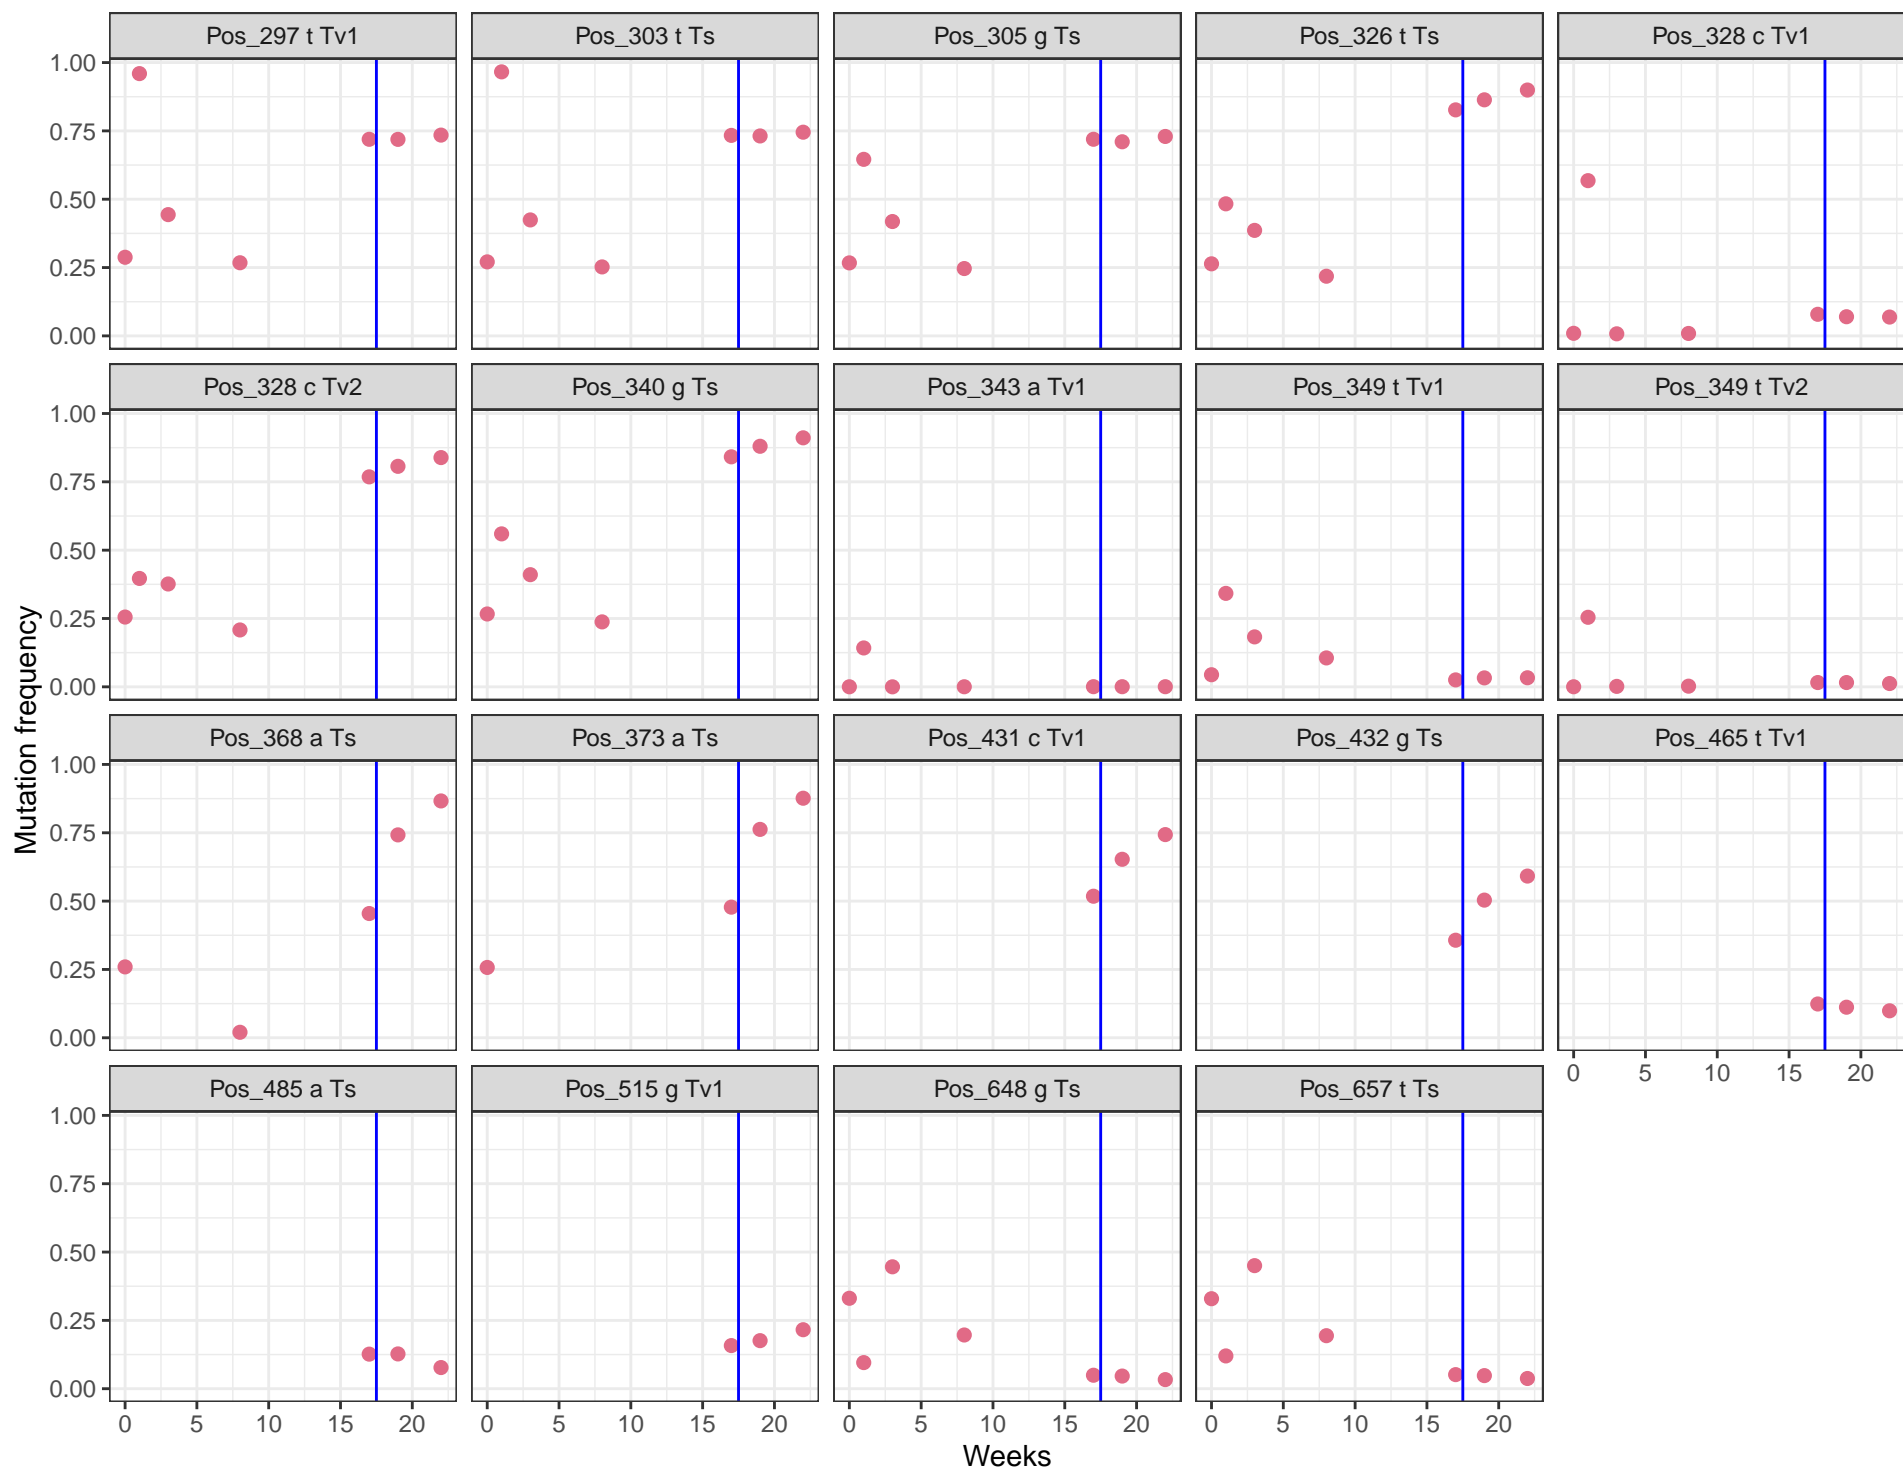 Pos_297 t Tv1 Pos_303 t Ts Pos_305 g Ts Pos_326 t Ts Pos_328 c Tv1
1.00
0.75
0.50
0.25
0.00
Pos_328 c Tv2 Pos_340 g Ts Pos_343 a Tv1 Pos_349 t Tv1 Pos_349 t Tv2
1.00
0.75
0.50
0.25
0.00
Mutation frequency
Pos_368 a Ts Pos_373 a Ts Pos_431 c Tv1 Pos_432 g Ts Pos_465 t Tv1
1.00
0.75
0.50
0.25
0.00
0 5 10 15 20
Pos_485 a Ts Pos_515 g Tv1 Pos_648 g Ts Pos_657 t Ts
1.00
0.75
0.50
0.25
0.00
0 5 10 15 20 0 5 10 15 20 0 5 10 15 20 0 5 10 15 20
Weeks